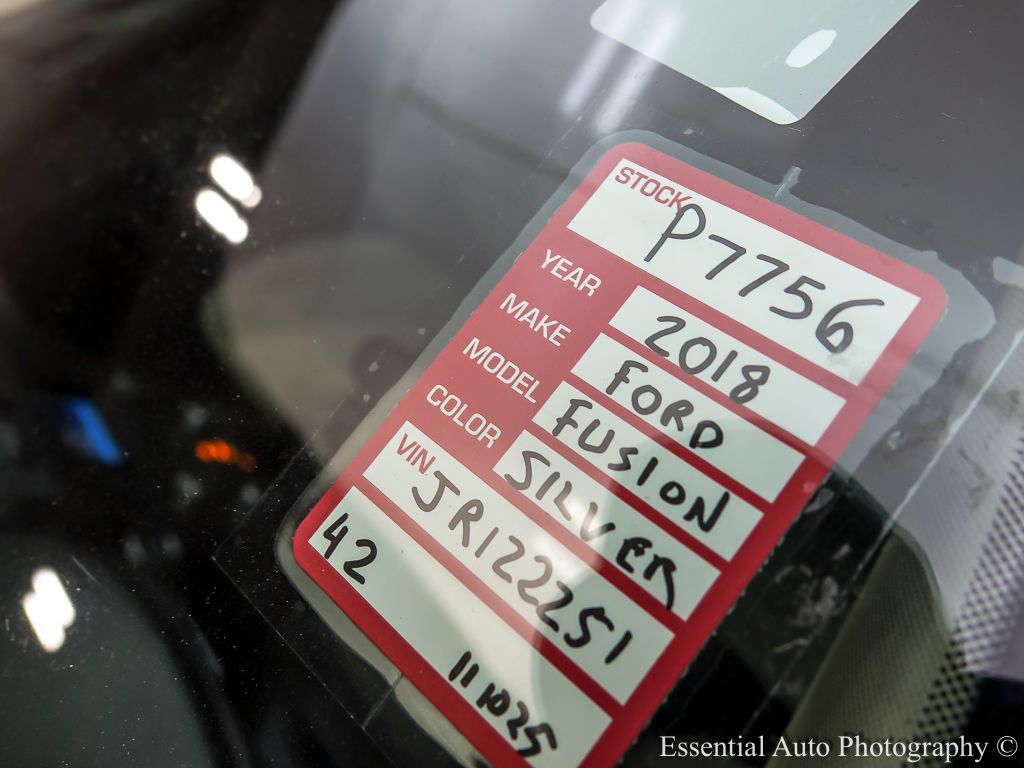 STOCK P7756
YEAR 2018
MAKE FORD
MODEL FUSION
COLOR SILVER
VIN JR122251
42 111025
Essential Auto Photography ©